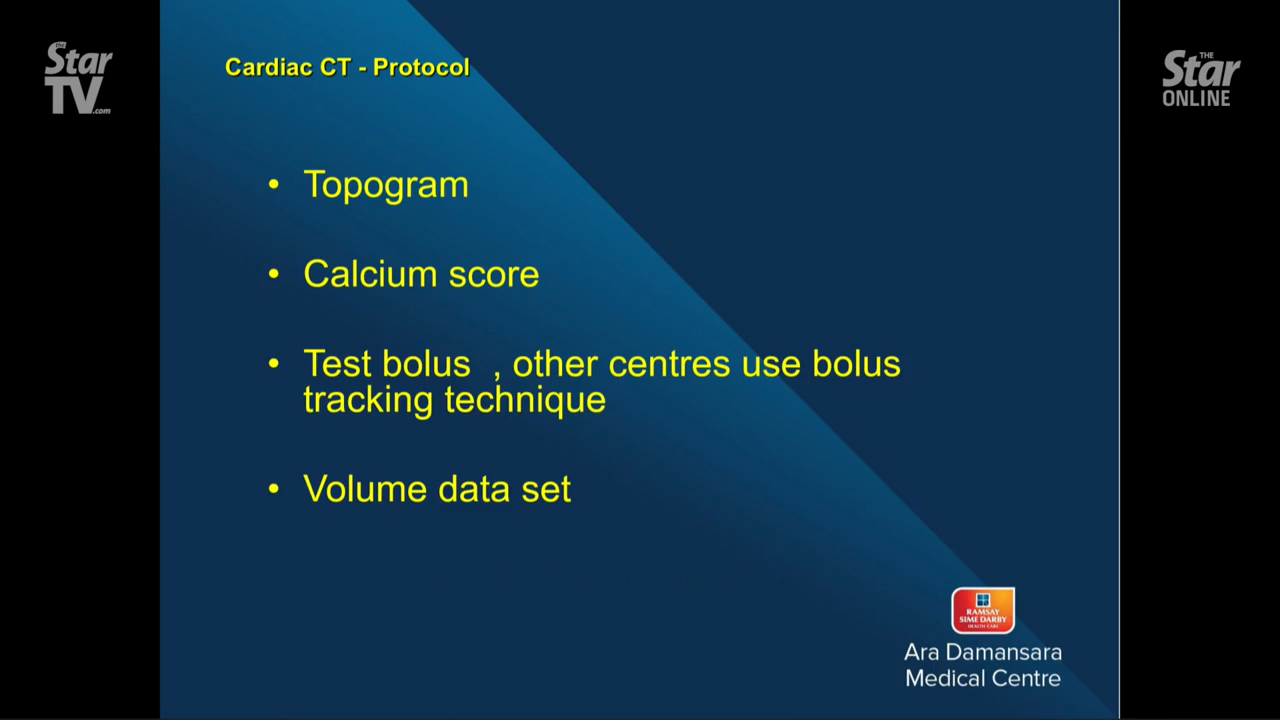 the
Star
TV
.com
THE
Star
ONLINE
Cardiac CT - Protocol
• Topogram
• Calcium score
• Test bolus , other centres use bolus
tracking technique
• Volume data set
RAMSAY
SIME DARBY
HEALTH CARE
Ara Damansara
Medical Centre